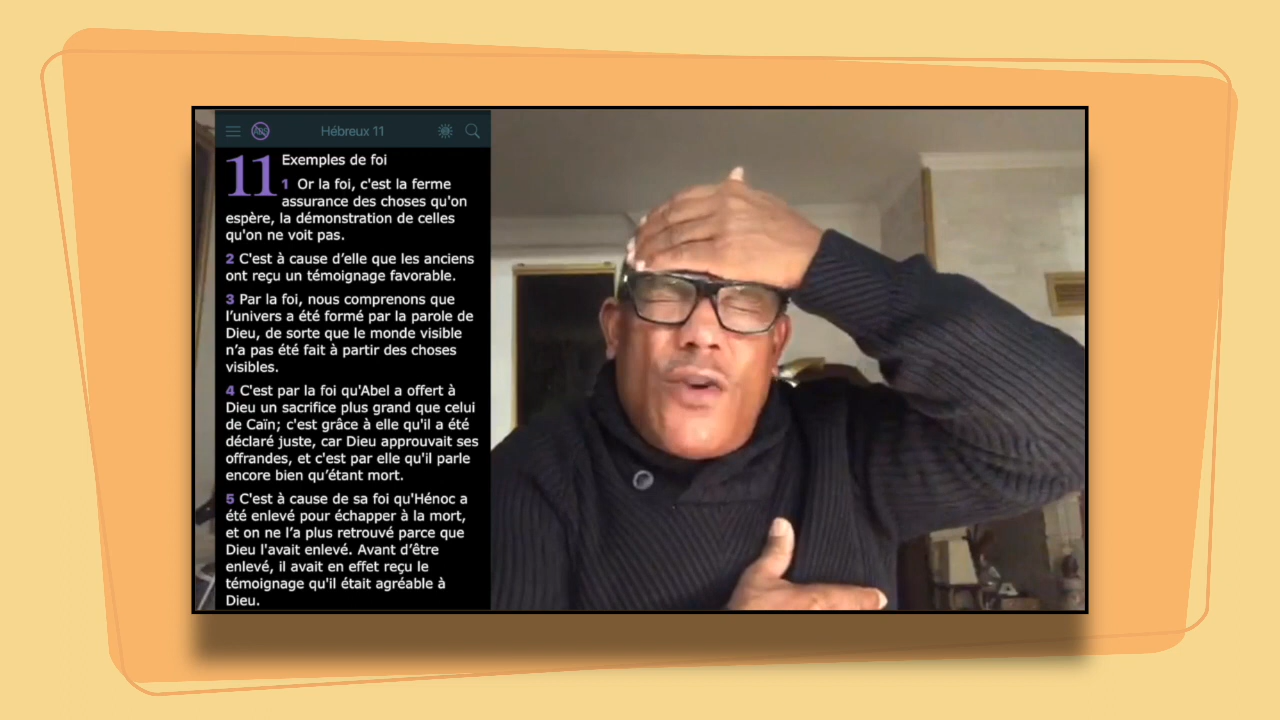 Hébreux 11
11 Exemples de foi
1 Or la foi, c'est la ferme
assurance des choses qu'on
espère, la démonstration de celles
qu'on ne voit pas.
2 C'est à cause d’elle que les anciens
ont reçu un témoignage favorable.
3 Par la foi, nous comprenons que
l’univers a été formé par la parole de
Dieu, de sorte que le monde visible
n’a pas été fait à partir des choses
visibles.
4 C'est par la foi qu'Abel a offert à
Dieu un sacrifice plus grand que celui
de Caïn; c'est grâce à elle qu'il a été
déclaré juste, car Dieu approuvait ses
offrandes, et c'est par elle qu'il parle
encore bien qu’étant mort.
5 C'est à cause de sa foi qu'Hénoc a
été enlevé pour échapper à la mort,
et on ne l’a plus retrouvé parce que
Dieu l'avait enlevé. Avant d’être
enlevé, il avait en effet reçu le
témoignage qu'il était agréable à
Dieu.